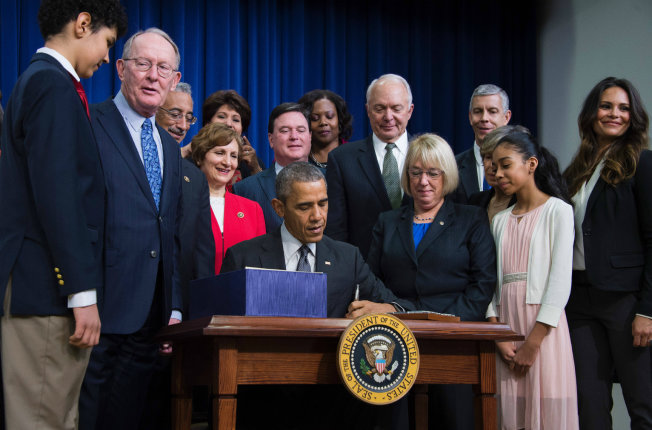 SEAL OF THE PRESIDENT OF THE UNITED STATES